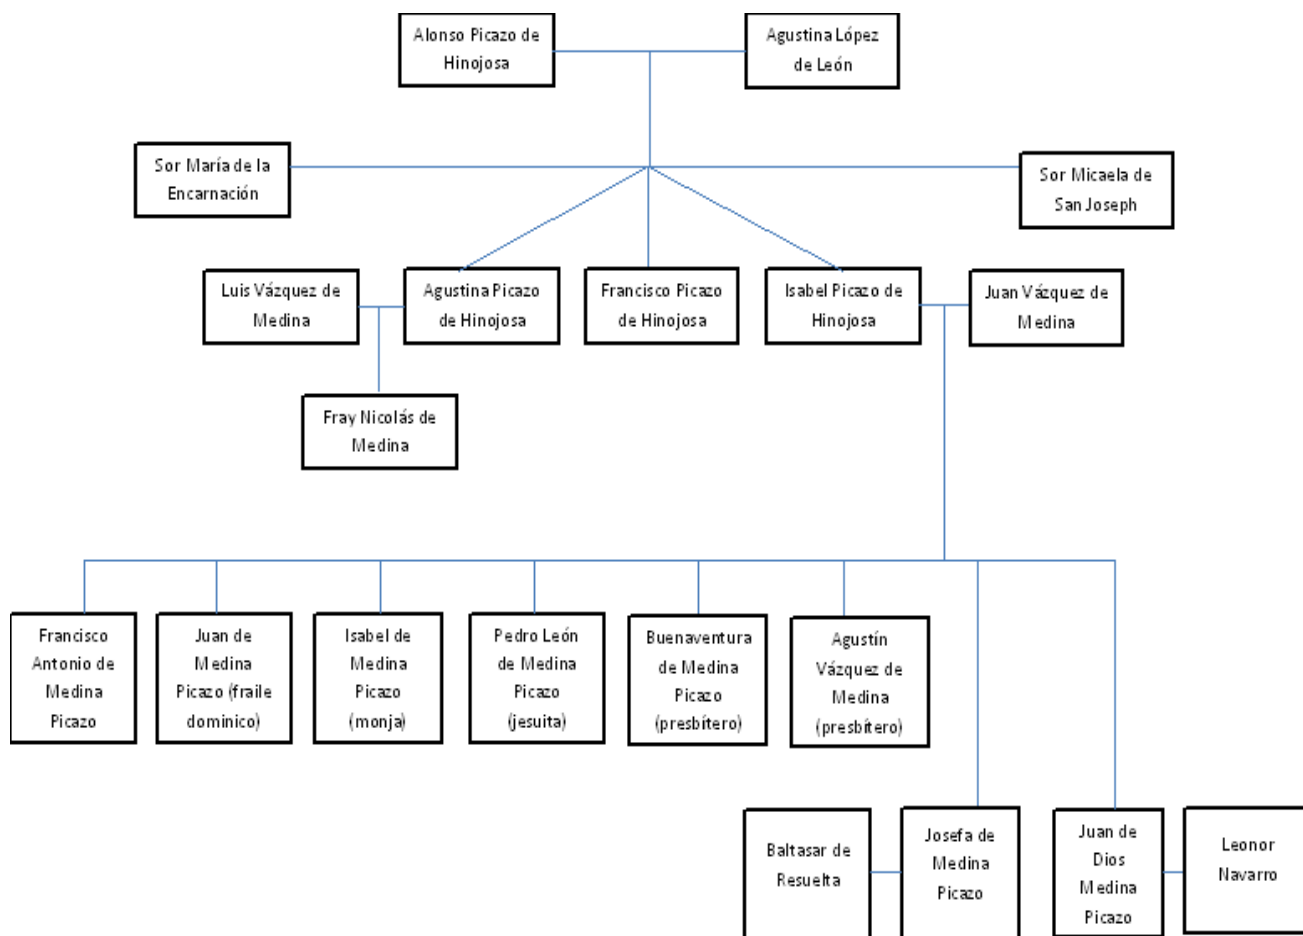 Alonso Picazo de
Hinojosa
Agustina López
de León
Sor María de la
Encarnación
Sor Micaela de
San Joseph
Luis Vázquez de
Medina
Agustina Picazo
de Hinojosa
Francisco Picazo
de Hinojosa
Isabel Picazo de
Hinojosa
Juan Vázquez de
Medina
Fray Nicolás de
Medina
Francisco
Antonio de
Medina
Picazo
Juan de
Medina
Picazo (fraile
dominico)
Isabel de
Medina
Picazo
(monja)
Pedro León
de Medina
Picazo
(jesuita)
Buenaventura
de Medina
Picazo
(presbítero)
Agustín
Vázquez de
Medina
(presbítero)
Baltasar de
Resuelta
Josefa de
Medina
Picazo
Juan de
Dios
Medina
Picazo
Leonor
Navarro